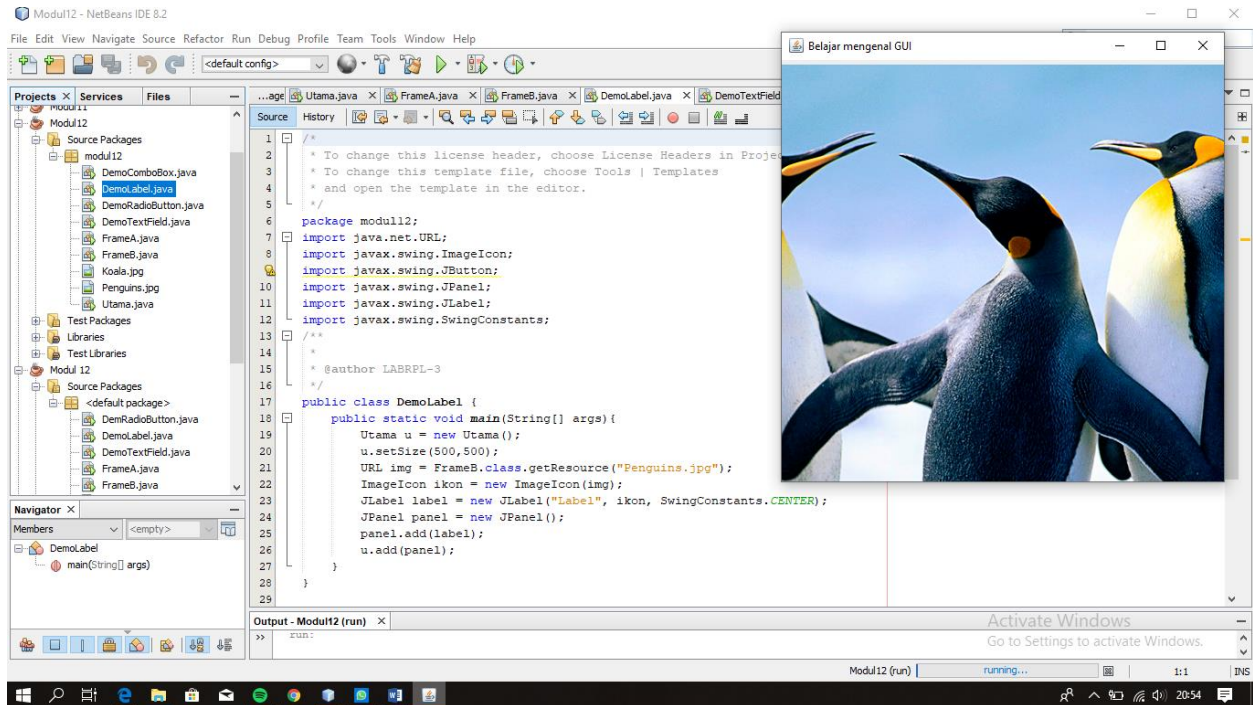 Modul12 - NetBeans IDE 8.2
File Edit View Navigate Source Refactor Run Debug Profile Team Tools Window Help
<default config>
Projects Services Files
Modul11
Modul12
Source Packages
modul12
DemoComboBox.java
DemoLabel.java
DemoRadioButton.java
DemoTextField.java
FrameA.java
FrameB.java
Koala.jpg
Penguins.jpg
Utama.java
Test Packages
Libraries
Test Libraries
Modul 12
Source Packages
<default package>
DemRadioButton.java
DemoLabel.java
DemoTextField.java
FrameA.java
FrameB.java
Navigator
Members <empty>
DemoLabel
main(String[] args)
...age Utama.java FrameA.java FrameB.java DemoLabel.java DemoTextField
Source History
1 /*
2 * To change this license header, choose License Headers in Projec
3 * To change this template file, choose Tools | Templates
4 * and open the template in the editor.
5 */
6 package modul12;
7 import java.net.URL;
8 import javax.swing.ImageIcon;
import javax.swing.JButton;
10 import javax.swing.JPanel;
11 import javax.swing.JLabel;
12 import javax.swing.SwingConstants;
13 /**
14 *
15 * @author LABRPL-3
16 */
17 public class DemoLabel {
18 public static void main(String[] args){
19 Utama u = new Utama();
20 u.setSize(500,500);
21 URL img = FrameB.class.getResource("Penguins.jpg");
22 ImageIcon ikon = new ImageIcon(img);
23 JLabel label = new JLabel("Label", ikon, SwingConstants.CENTER);
24 JPanel panel = new JPanel();
25 panel.add(label);
26 u.add(panel);
27 }
28 }
29
Belajar mengenal GUI
Output - Modul12 (run)
run:
Activate Windows
Go to Settings to activate Windows.
Modul12 (run) running... 1:1 INS
20:54